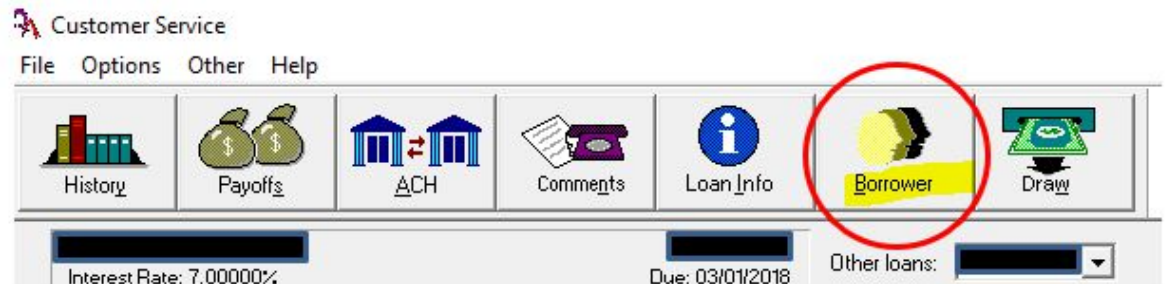 Customer Service
File Options Other Help
History Payoffs ACH Comments Loan Info Borrower Draw
Interest Rate: 7.00000%
Due: 03/01/2018
Other loans: